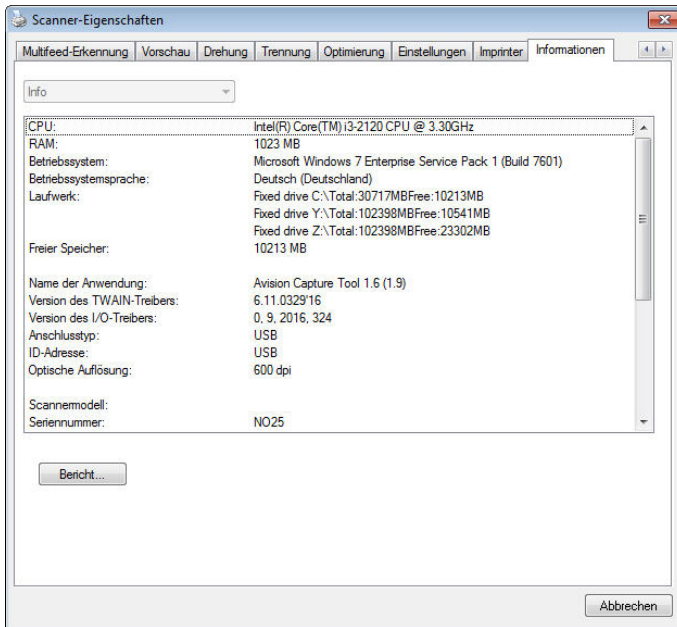 Scanner-Eigenschaften
Multifeed-Erkennung Vorschau Drehung Trennung Optimierung Einstellungen Imprinter Informationen
Info
CPU: Intel(R) Core(TM) i3-2120 CPU @ 3.30GHz
RAM: 1023 MB
Betriebssystem: Microsoft Windows 7 Enterprise Service Pack 1 (Build 7601)
Betriebssystemsprache: Deutsch (Deutschland)
Laufwerk: Fixed drive C:\Total:30717MBFree:10213MB
Fixed drive Y:\Total:102398MBFree:10541MB
Fixed drive Z:\Total:102398MBFree:23302MB
Freier Speicher: 10213 MB
Name der Anwendung: Avision Capture Tool 1.6 (1.9)
Version des TWAIN-Treibers: 6.11.0329'16
Version des I/O-Treibers: 0, 9, 2016, 324
Anschlusstyp: USB
ID-Adresse: USB
Optische Auflösung: 600 dpi
Scannermodell:
Seriennummer: NO25
Bericht...
Abbrechen